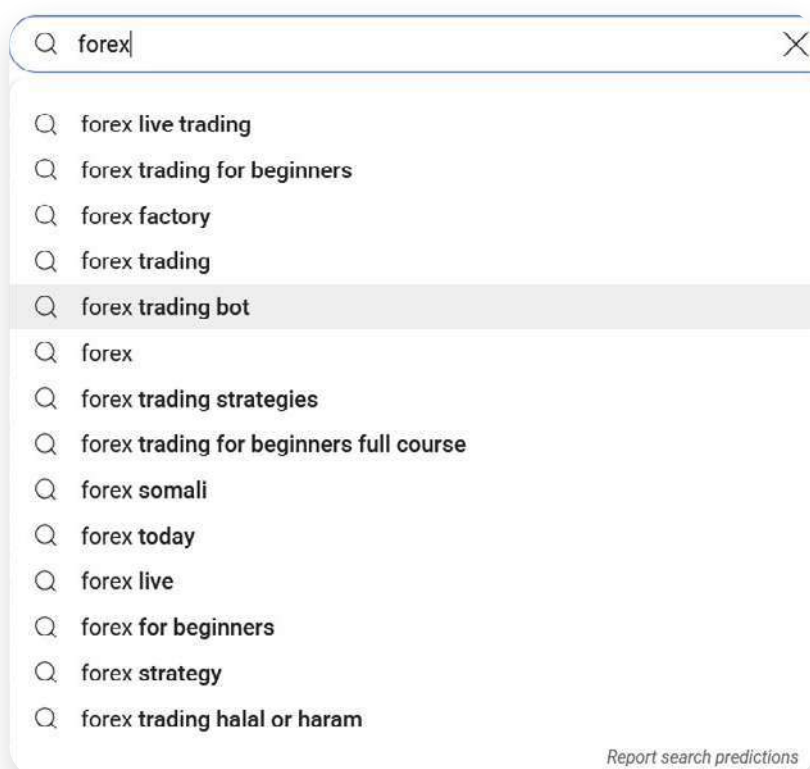 forex
forex live trading
forex trading for beginners
forex factory
forex trading
forex trading bot
forex
forex trading strategies
forex trading for beginners full course
forex somali
forex today
forex live
forex for beginners
forex strategy
forex trading halal or haram
Report search predictions